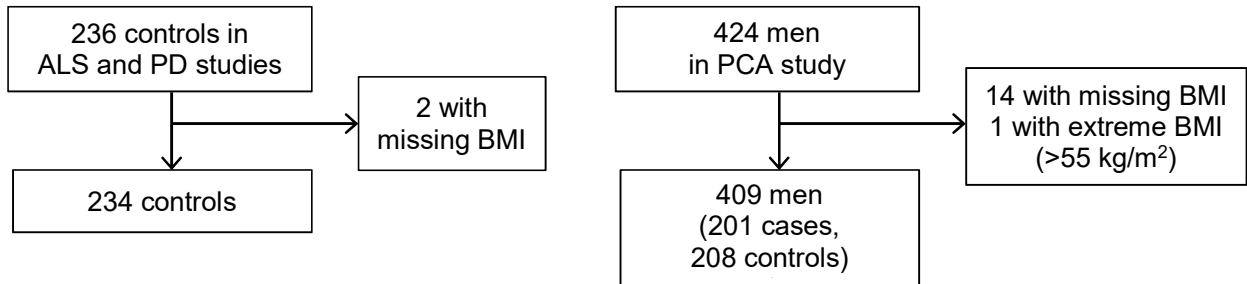 236 controls in
ALS and PD studies
2 with
missing BMI
234 controls
424 men
in PCA study
14 with missing BMI
1 with extreme BMI
(>55 kg/m²)
409 men
(201 cases,
208 controls)